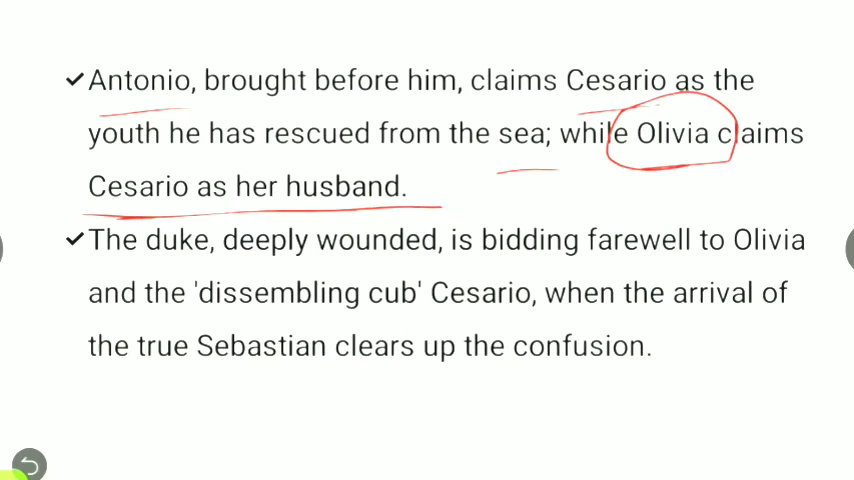 ✓Antonio, brought before him, claims Cesario as the
youth he has rescued from the sea; while Olivia claims
Cesario as her husband.
✓The duke, deeply wounded, is bidding farewell to Olivia
and the 'dissembling cub' Cesario, when the arrival of
the true Sebastian clears up the confusion.